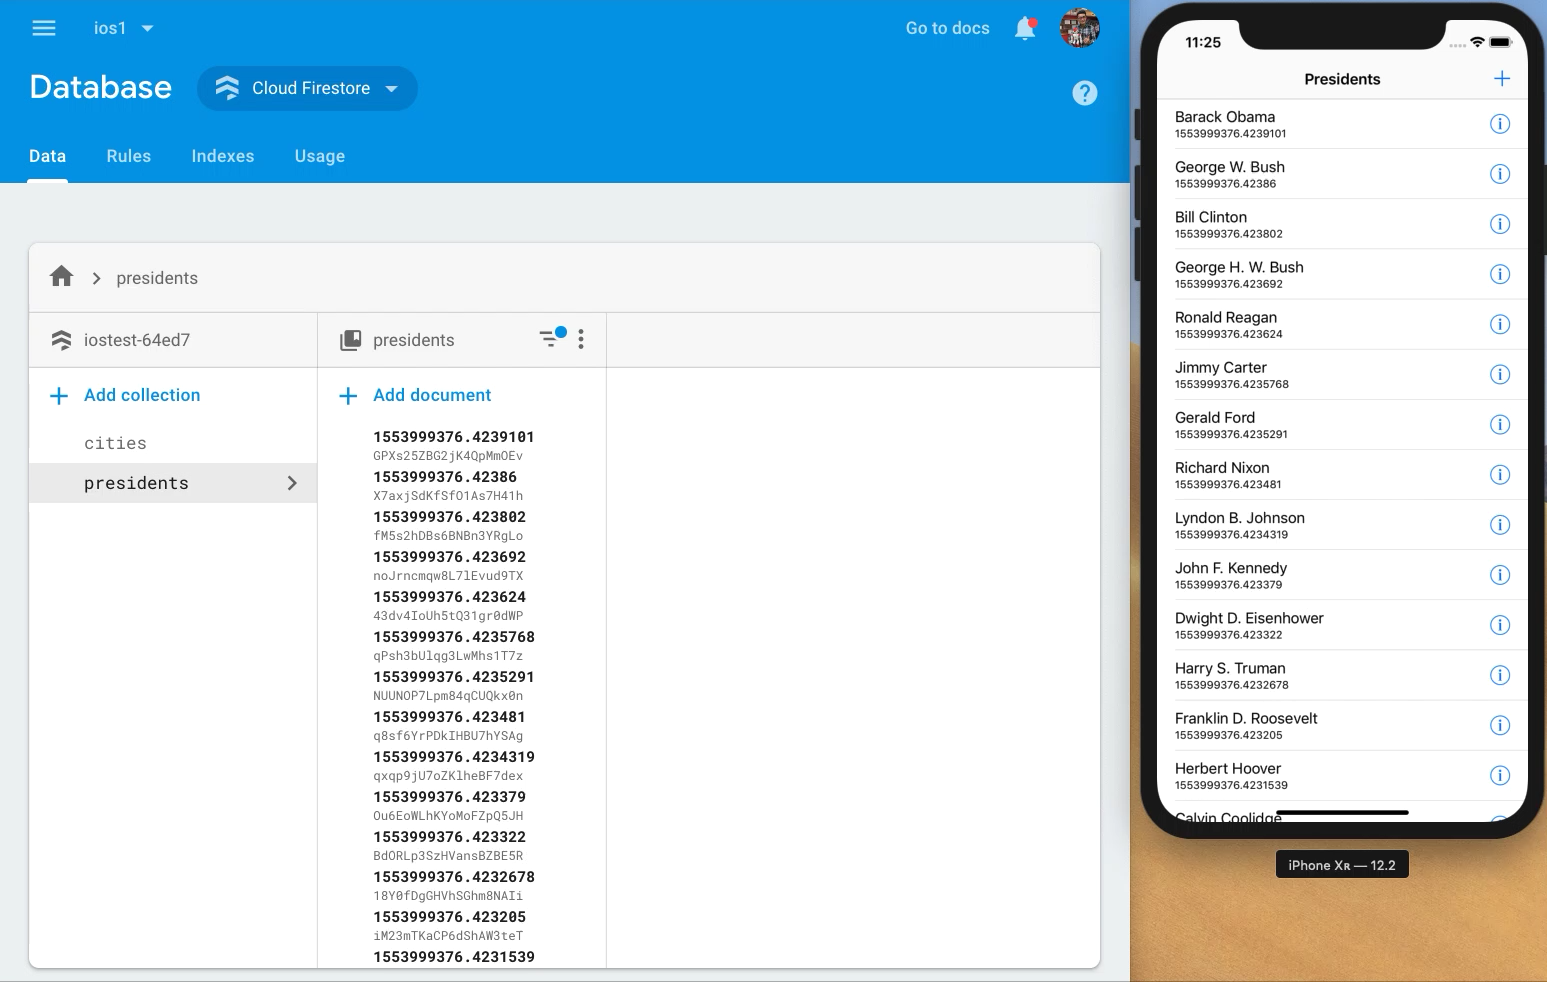 ios1
Go to docs
Database
Cloud Firestore
Data
Rules
Indexes
Usage
presidents
iostest-64ed7
presidents
Add collection
cities
presidents
Add document
1553999376.4239101
GPXs25ZBG2jK4QpMmOEv
1553999376.42386
X7axjSdKfSfO1As7H41h
1553999376.423802
fM5s2hDBs6BNBn3YRgLo
1553999376.423692
noJrncmqw8L7lEvud9TX
1553999376.423624
43dv4IoUh5tQ31gr0dWP
1553999376.4235768
qPsh3bUlqg3LwMhs1T7z
1553999376.4235291
NUUNOP7Lpm84qCUQkx0n
1553999376.423481
q8sf6YrPDkIHBU7hYSAg
1553999376.4234319
qxqp9jU7oZKlheBF7dex
1553999376.423379
Ou6EoWLhKYoMoFZpQ5JH
1553999376.423322
BdORLp3SzHVansBZBE5R
1553999376.4232678
18Y0fDgGHVhSGhm8NAIi
1553999376.423205
iM23mTKaCP6dShAW3teT
1553999376.4231539
11:25
Presidents
Barack Obama
1553999376.4239101
George W. Bush
1553999376.42386
Bill Clinton
1553999376.423802
George H. W. Bush
1553999376.423692
Ronald Reagan
1553999376.423624
Jimmy Carter
1553999376.4235768
Gerald Ford
1553999376.4235291
Richard Nixon
1553999376.423481
Lyndon B. Johnson
1553999376.4234319
John F. Kennedy
1553999376.423379
Dwight D. Eisenhower
1553999376.423322
Harry S. Truman
1553999376.4232678
Franklin D. Roosevelt
1553999376.423205
Herbert Hoover
1553999376.4231539
Calvin Coolidge
iPhone Xʀ — 12.2